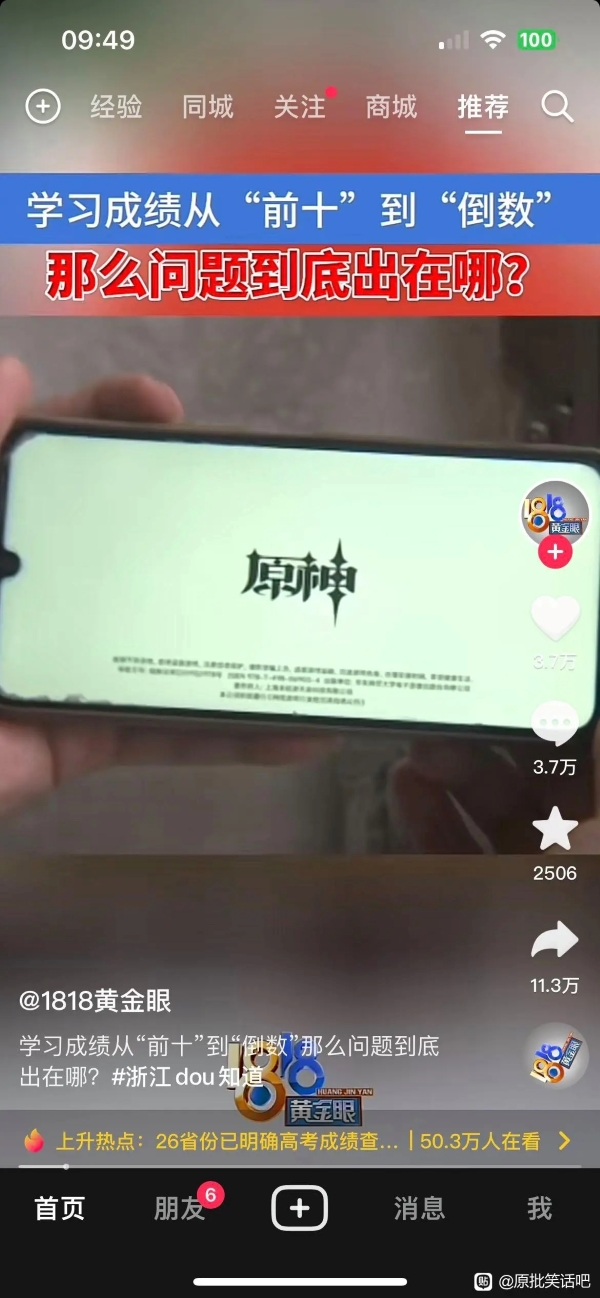 09:49
100
经验 同城 关注 商城 推荐
学习成绩从“前十”到“倒数”
那么问题到底出在哪？
原神
1818
黄金眼
3.7万
3.7万
2506
11.3万
@1818黄金眼
学习成绩从“前十”到“倒数”那么问题到底
出在哪？#浙江dou知道
1818
HUANG JIN YAN
黄金眼
1818
黄金眼
上升热点：26省份已明确高考成绩查... | 50.3万人在看
首页 朋友 6 消息 我
贴 @原批笑话吧